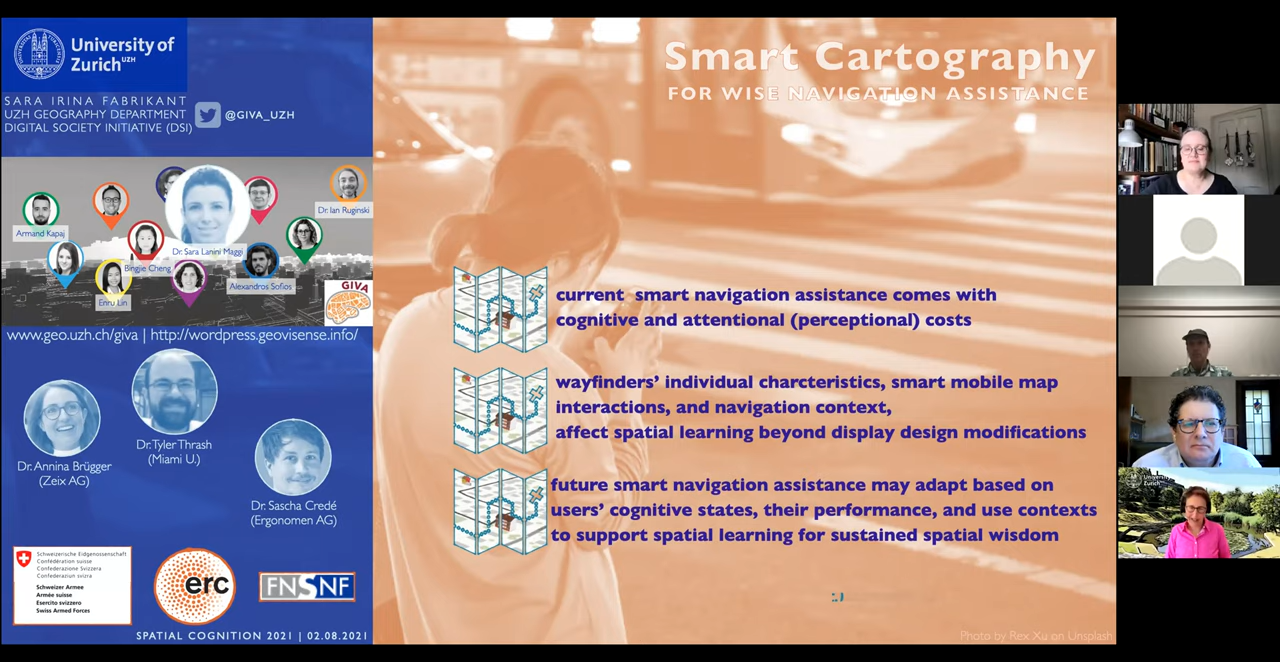 University of
Zurich UZH
SARA IRINA FABRIKANT
UZH GEOGRAPHY DEPARTMENT
DIGITAL SOCIETY INITIATIVE (DSI)
@GIVA_UZH
Dr. Ian Ruginski
Armand Kapaj
Dr. Sara Lanini Maggi
Bingjie Cheng
Alexandros Sofios
Enru Lin
GIVA
www.geo.uzh.ch/giva | http://wordpress.geovisense.info/
Dr. Annina Brügger
(Zeix AG)
Dr. Tyler Thrash
(Miami U.)
Dr. Sascha Credé
(Ergonomen AG)
Schweizerische Eidgenossenschaft
Confédération suisse
Confederazione Svizzera
Confederaziun svizra
Schweizer Armee
Armée suisse
Esercito svizzero
Swiss Armed Forces
erc
FNSNF
SPATIAL COGNITION 2021 | 02.08.2021
Smart Cartography
FOR WISE NAVIGATION ASSISTANCE
current smart navigation assistance comes with
cognitive and attentional (perceptional) costs
wayfinders' individual charcteristics, smart mobile map
interactions, and navigation context,
affect spatial learning beyond display design modifications
future smart navigation assistance may adapt based on
users' cognitive states, their performance, and use contexts
to support spatial learning for sustained spatial wisdom
Photo by Rex Xu on Unsplash
University
Zurich